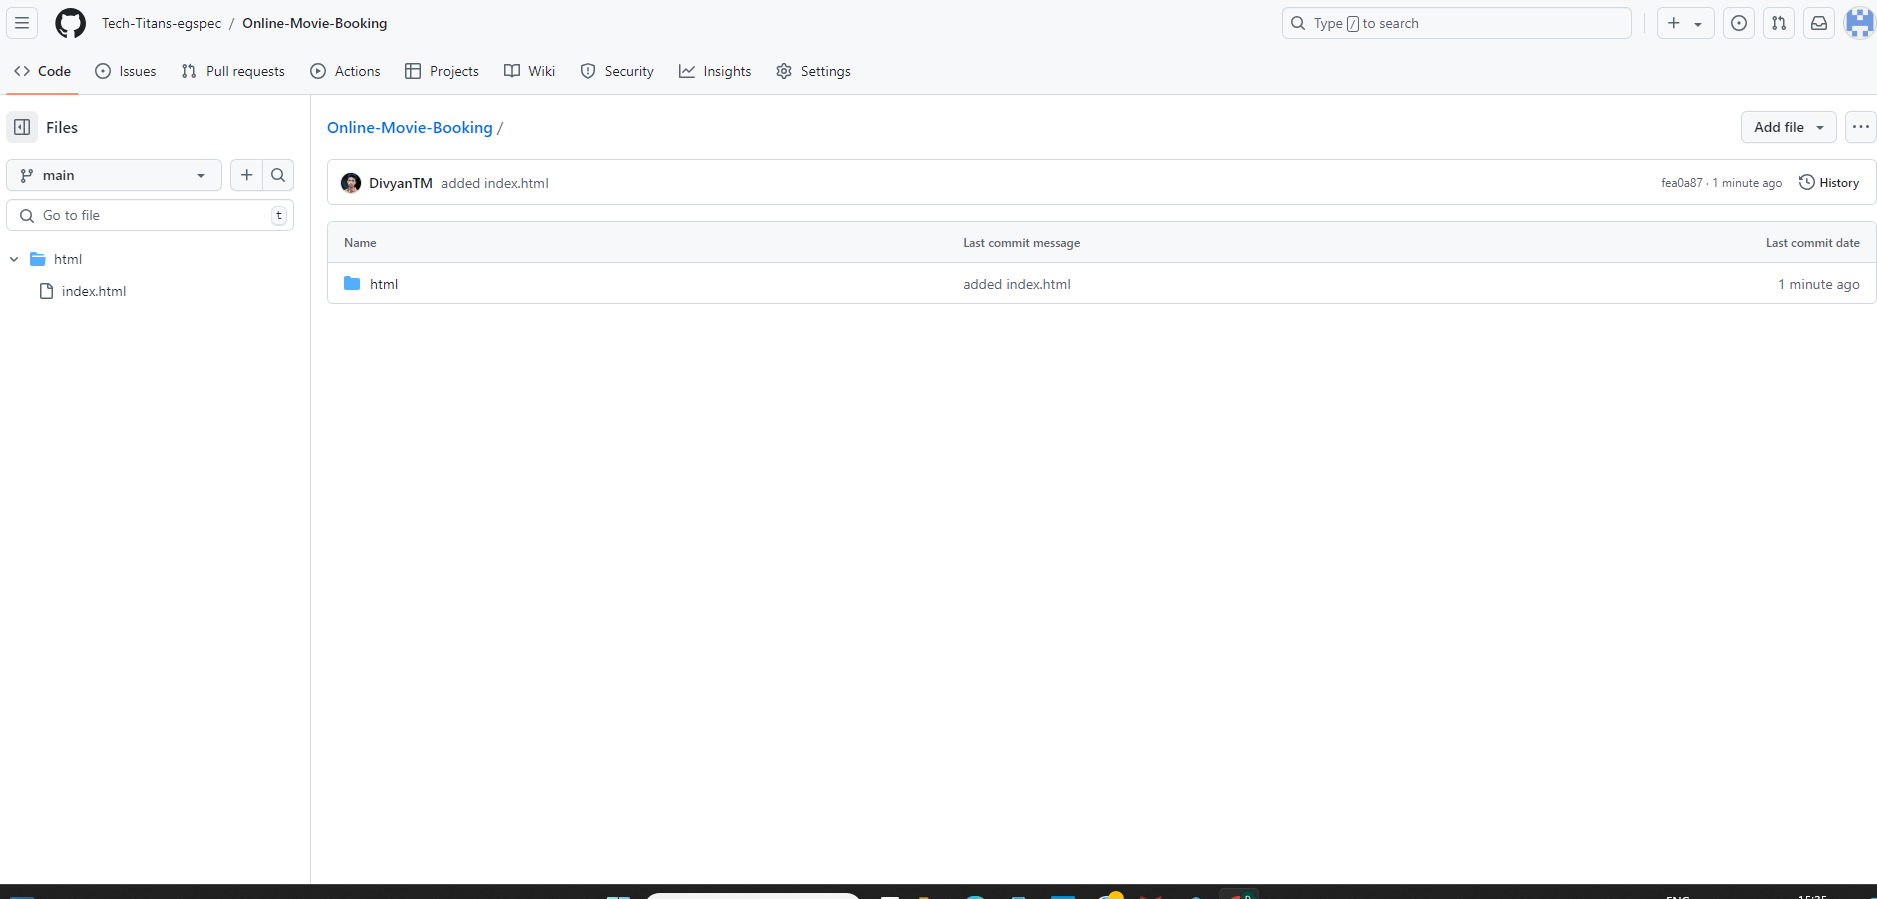 Tech-Titans-egspec / Online-Movie-Booking
Type / to search
Code Issues Pull requests Actions Projects Wiki Security Insights Settings
Files
Online-Movie-Booking /
Add file
main
DivyanTM added index.html
fea0a87 · 1 minute ago History
Go to file t
Name Last commit message Last commit date
html
index.html
html added index.html 1 minute ago